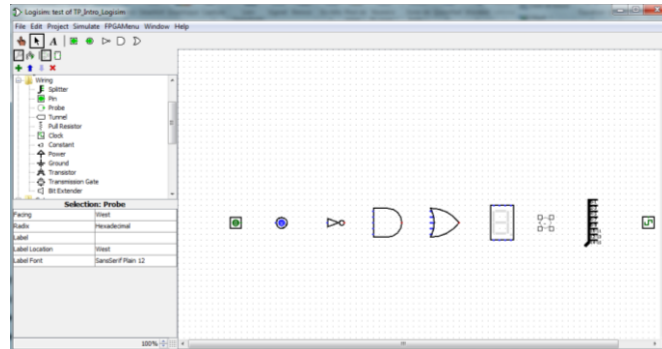 Logisim: test of TP_Intro_Logisim
File Edit Project Simulate FPGAMenu Window Help
A
Wiring
Splitter
Pin
Probe
Tunnel
Pull Resistor
Clock
Constant
Power
Ground
Transistor
Transmission Gate
Bit Extender
Selection: Probe
Facing West
Radix Hexadecimal
Label
Label Location West
Label Font SansSerif Plain 12
100%